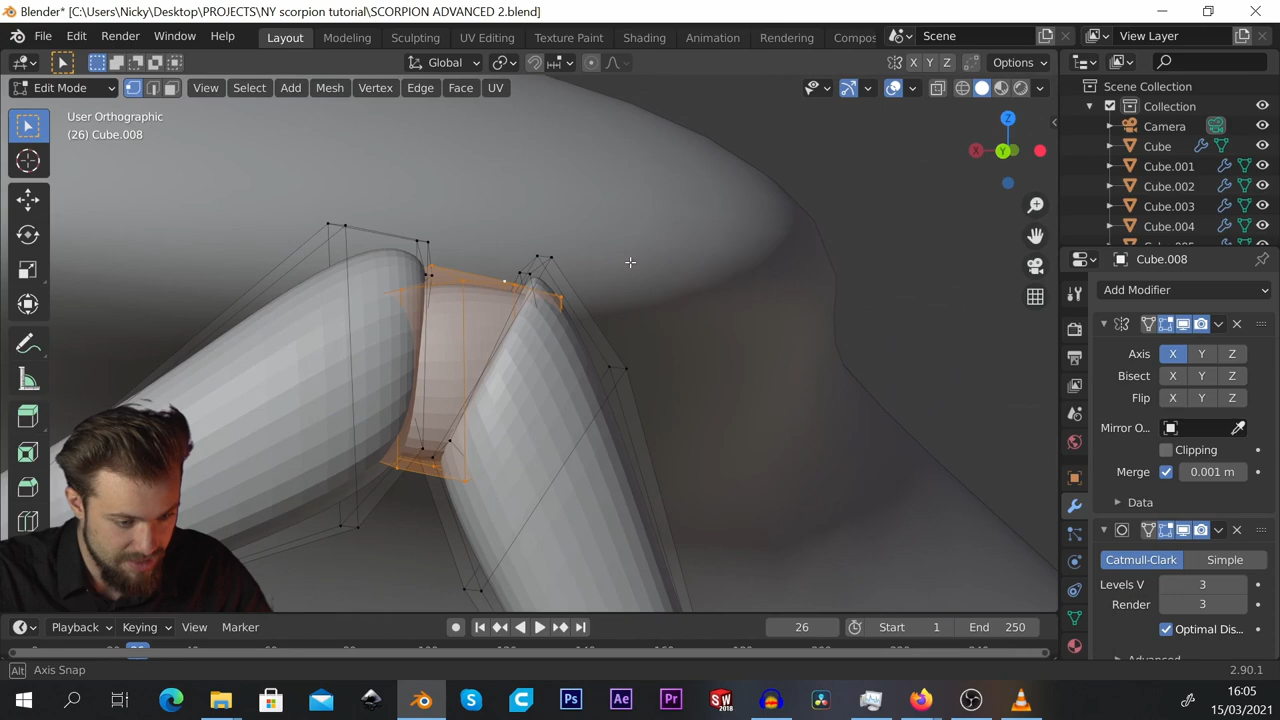 Blender* [C:\Users\Nicky\Desktop\PROJECTS\NY scorpion tutorial\SCORPION ADVANCED 2.blend]
File Edit Render Window Help Layout Modeling Sculpting UV Editing Texture Paint Shading Animation Rendering Compos Scene View Layer
Global X Y Z Options
Edit Mode View Select Add Mesh Vertex Edge Face UV
Scene Collection
Collection
Camera
Cube
Cube.001
Cube.002
Cube.003
Cube.004
User Orthographic
(26) Cube.008
Z
X
Y
Cube.008
Add Modifier
Axis X Y Z
Bisect X Y Z
Flip X Y Z
Mirror O...
Clipping
Merge 0.001 m
Data
Catmull-Clark Simple
Levels V 3
Render 3
Optimal Dis...
Playback Keying View Marker 26 Start 1 End 250
Alt Axis Snap 2.90.1
Ps Ae Pr SW 2018
16:05
15/03/2021